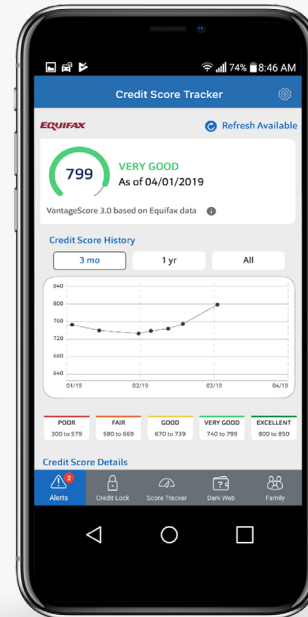 74% 8:46 AM
Credit Score Tracker
EQUIFAX
Refresh Available
799
VERY GOOD
As of 04/01/2019
VantageScore 3.0 based on Equifax data
Credit Score History
3 mo 1 yr All
840
800
760
720
680
640
01/19 02/19 03/19 04/19
POOR FAIR GOOD VERY GOOD EXCELLENT
300 to 579 580 to 669 670 to 739 740 to 799 800 to 850
Credit Score Details
2
Alerts Credit Lock Score Tracker Dark Web Family